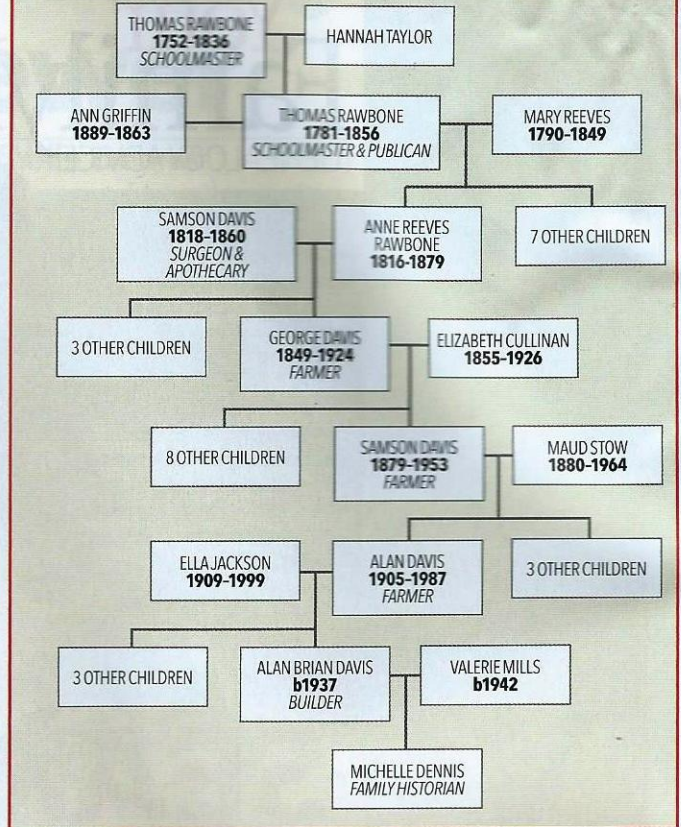 THOMAS RAWBONE
1752-1836
SCHOOLMASTER
HANNAH TAYLOR
ANN GRIFFIN
1889-1863
THOMAS RAWBONE
1781-1856
SCHOOLMASTER & PUBLICAN
MARY REEVES
1790-1849
SAMSON DAVIS
1818-1860
SURGEON &
APOTHECARY
ANNE REEVES
RAWBONE
1816-1879
7 OTHER CHILDREN
3 OTHER CHILDREN
GEORGE DAVIS
1849-1924
FARMER
ELIZABETH CULLINAN
1855-1926
8 OTHER CHILDREN
SAMSON DAVIS
1879-1953
FARMER
MAUD STOW
1880-1964
ELLA JACKSON
1909-1999
ALAN DAVIS
1905-1987
FARMER
3 OTHER CHILDREN
3 OTHER CHILDREN
ALAN BRIAN DAVIS
b1937
BUILDER
VALERIE MILLS
b1942
MICHELLE DENNIS
FAMILY HISTORIAN